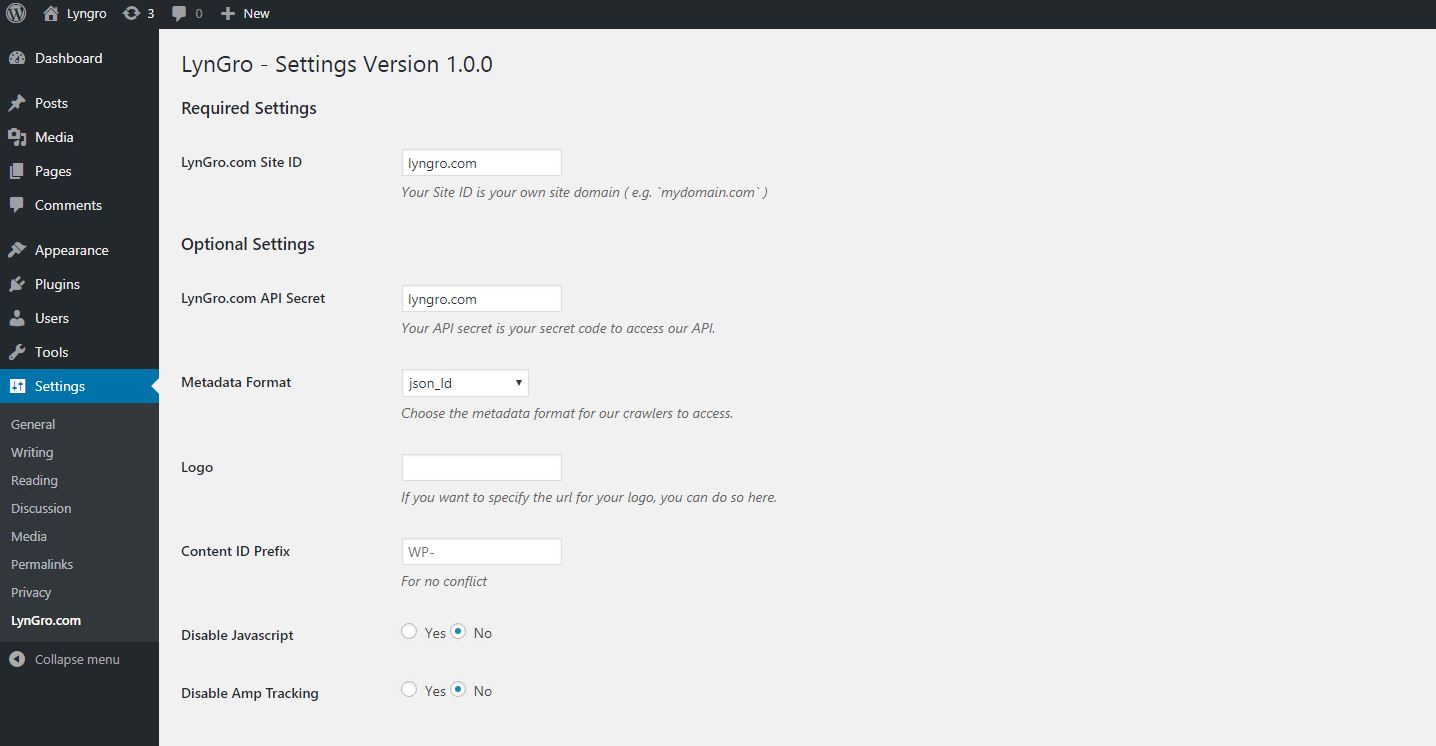 Lyngro 3 0 New
Dashboard
Posts
Media
Pages
Comments
Appearance
Plugins
Users
Tools
Settings
General
Writing
Reading
Discussion
Media
Permalinks
Privacy
LynGro.com
Collapse menu
LynGro - Settings Version 1.0.0
Required Settings
LynGro.com Site ID
lyngro.com
Your Site ID is your own site domain ( e.g. `mydomain.com` )
Optional Settings
LynGro.com API Secret
lyngro.com
Your API secret is your secret code to access our API.
Metadata Format
json_ld
Choose the metadata format for our crawlers to access.
Logo
If you want to specify the url for your logo, you can do so here.
Content ID Prefix
WP-
For no conflict
Disable Javascript
Yes No
Disable Amp Tracking
Yes No